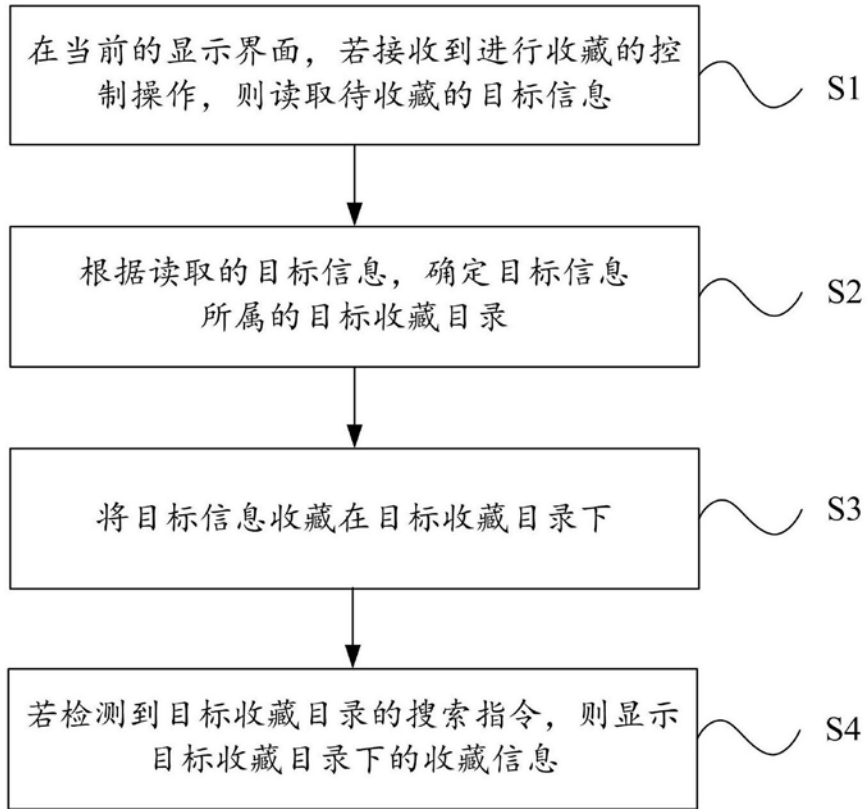 在当前的显示界面，若接收到进行收藏的控
制操作，则读取待收藏的目标信息
S1
根据读取的目标信息，确定目标信息
所属的目标收藏目录
S2
将目标信息收藏在目标收藏目录下
S3
若检测到目标收藏目录的搜索指令，则显示
目标收藏目录下的收藏信息
S4